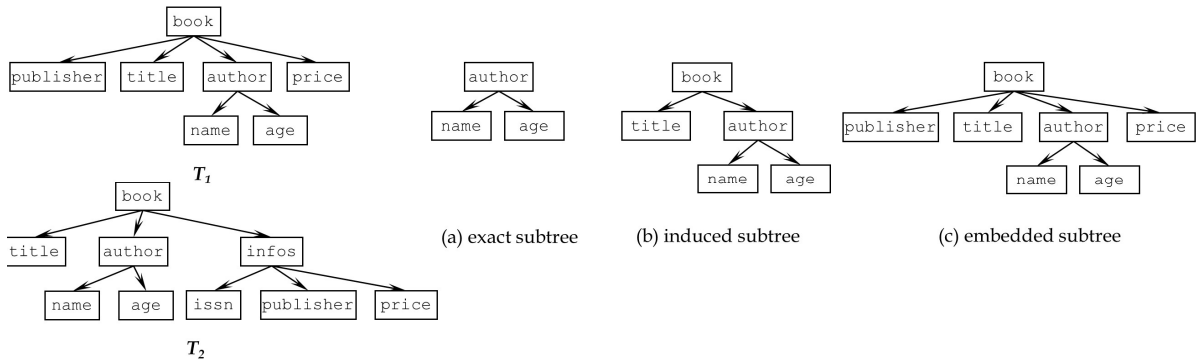 book
publisher title author price
name age
T1
book
title author infos
name age issn publisher price
T2
author
name age
(a) exact subtree
book
title author
name age
(b) induced subtree
book
publisher title author price
name age
(c) embedded subtree